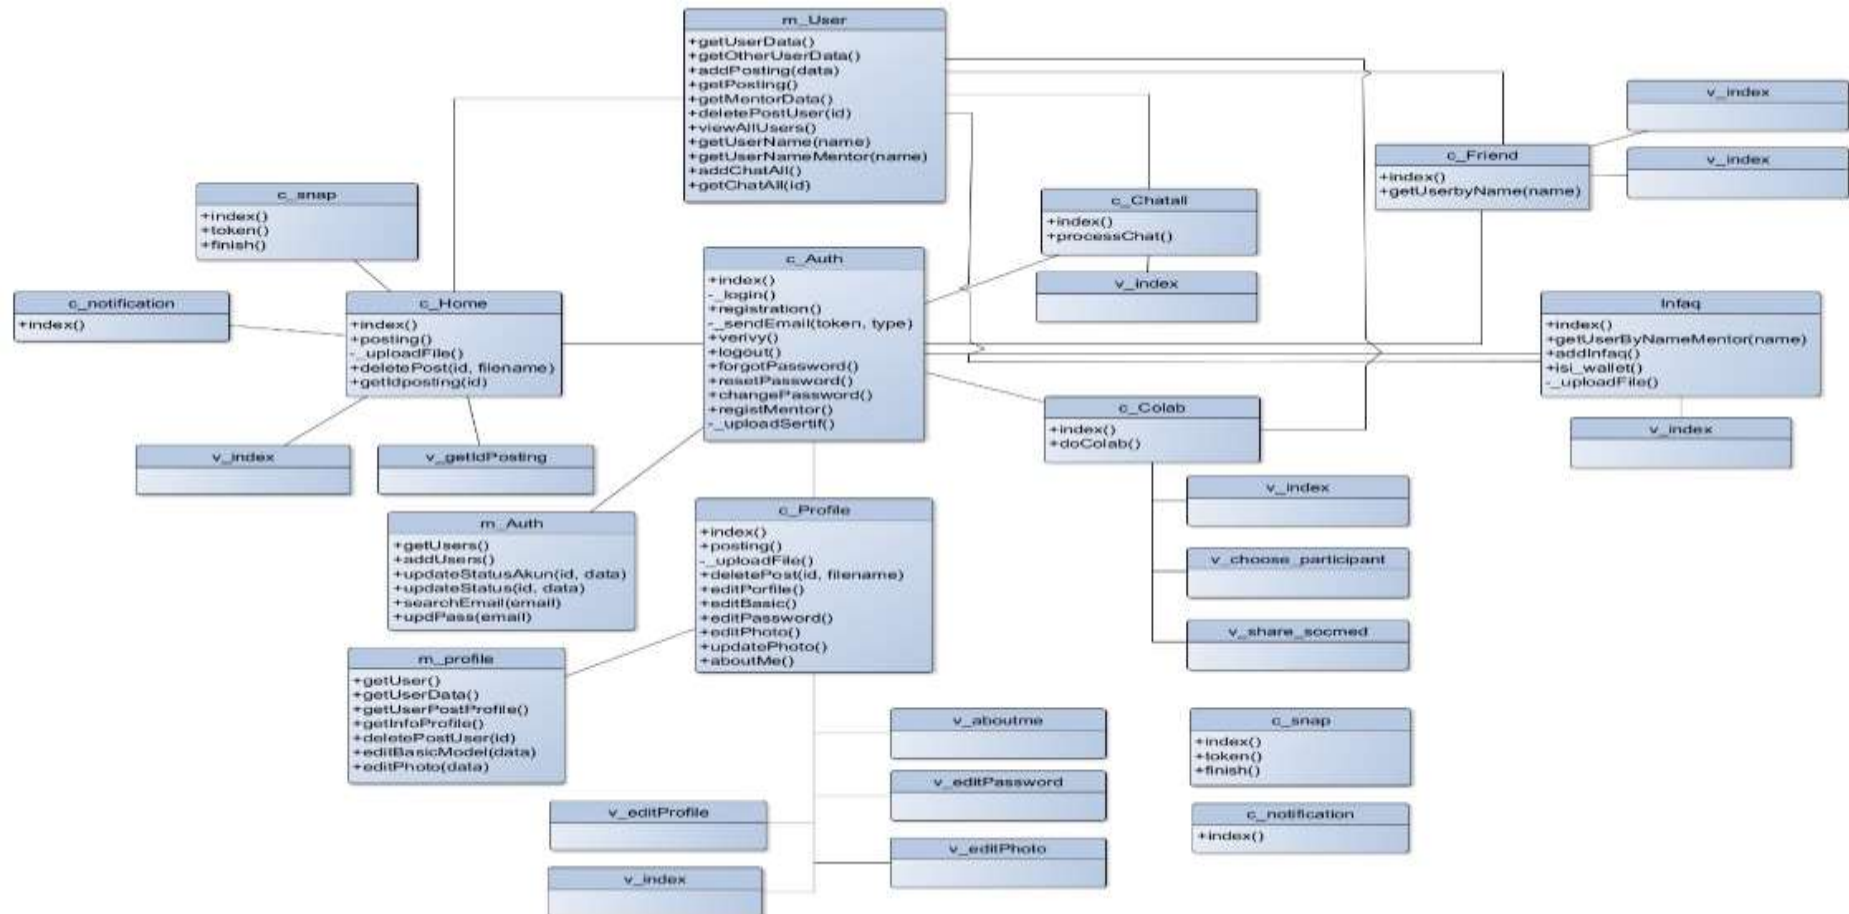 m_User
+getUserData()
+getOtherUserData()
+addPosting(data)
+getPosting()
+getMentorData()
+deletePostUser(id)
+viewAllUsers()
+getUserName(name)
+getUserNameMentor(name)
+addChatAll()
+getChatAll(id)
v_index
c_Friend
+index()
+getUserbyName(name)
v_index
c_snap
+index()
+token()
+finish()
c_Chatall
+index()
+processChat()
v_index
c_Auth
+index()
-_login()
+registration()
-_sendEmail(token, type)
+verivy()
+logout()
+forgotPassword()
+resetPassword()
+changePassword()
+registMentor()
-_uploadSertif()
c_notification
+index()
c_Home
+index()
+posting()
-_uploadFile()
+deletePost(id, filename)
+getIdposting(id)
Infaq
+index()
+getUserByNameMentor(name)
+addInfaq()
+isi_wallet()
-_uploadFile()
v_index
c_Colab
+index()
+doColab()
v_index
v_getIdPosting
v_index
v_choose_participant
v_share_socmed
m_Auth
+getUsers()
+addUsers()
+updateStatusAkun(id, data)
+updateStatus(id, data)
+searchEmail(email)
+updPass(email)
c_Profile
+index()
+posting()
-_uploadFile()
+deletePost(id, filename)
+editPorfile()
+editBasic()
+editPassword()
+editPhoto()
+updatePhoto()
+aboutMe()
m_profile
+getUser()
+getUserData()
+getUserPostProfile()
+getInfoProfile()
+deletePostUser(id)
+editBasicModel(data)
+editPhoto(data)
v_aboutme
v_editPassword
v_editProfile
v_editPhoto
v_index
c_snap
+index()
+token()
+finish()
c_notification
+index()